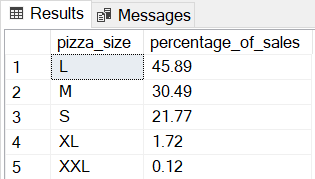 Results Messages
pizza_size percentage_of_sales
1 L 45.89
2 M 30.49
3 S 21.77
4 XL 1.72
5 XXL 0.12